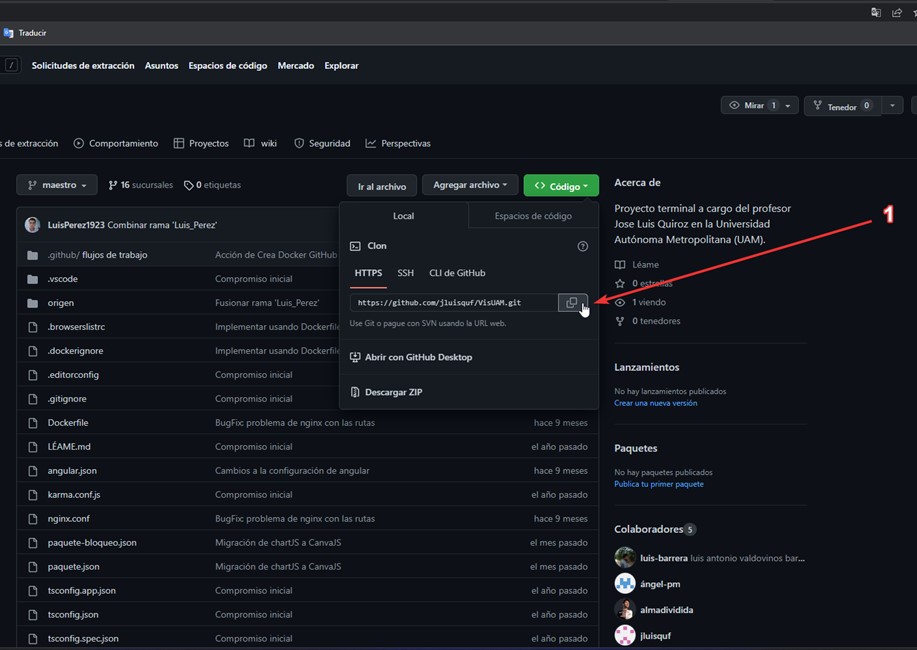 Traducir
/ Solicitudes de extracción Asuntos Espacios de código Mercado Explorar
Mirar 1 Tenedor 0
s de extracción Comportamiento Proyectos wiki Seguridad Perspectivas
maestro 16 sucursales 0 etiquetas Ir al archivo Agregar archivo Código
Acerca de
Proyecto terminal a cargo del profesor
Jose Luis Quiroz en la Universidad
Autónoma Metropolitana (UAM).
Léame
0 estrellas
1 viendo
0 tenedores
1
Lanzamientos
No hay lanzamientos publicados
Crear una nueva versión
Paquetes
No hay paquetes publicados
Publica tu primer paquete
Colaboradores 5
luis-barrera luis antonio valdovinos bar...
ángel-pm
almadividida
jluisquf
Local Espacios de código
Clon
HTTPS SSH CLI de GitHub
https://github.com/jluisquf/VisUAM.git
Use Git o pague con SVN usando la URL web.
Abrir con GitHub Desktop
Descargar ZIP
LuisPerez1923 Combinar rama 'Luis_Perez'
.github/ flujos de trabajo Acción de Crea Docker GitHub
.vscode Compromiso inicial
origen Fusionar rama 'Luis_Perez'
.browserslistrc Implementar usando Dockerfile
.dockerignore Implementar usando Dockerfile
.editorconfig Compromiso inicial
.gitignore Compromiso inicial
Dockerfile BugFix: problema de nginx con las rutas hace 9 meses
LÉAME.md Compromiso inicial el año pasado
angular.json Cambios a la configuración de angular hace 9 meses
karma.conf.js Compromiso inicial el año pasado
nginx.conf BugFix: problema de nginx con las rutas hace 9 meses
paquete-bloqueo.json Migración de chartJS a CanvaJS el mes pasado
paquete.json Migración de chartJS a CanvaJS el mes pasado
tsconfig.app.json Compromiso inicial el año pasado
tsconfig.json Compromiso inicial el año pasado
tsconfig.spec.json Compromiso inicial el año pasado